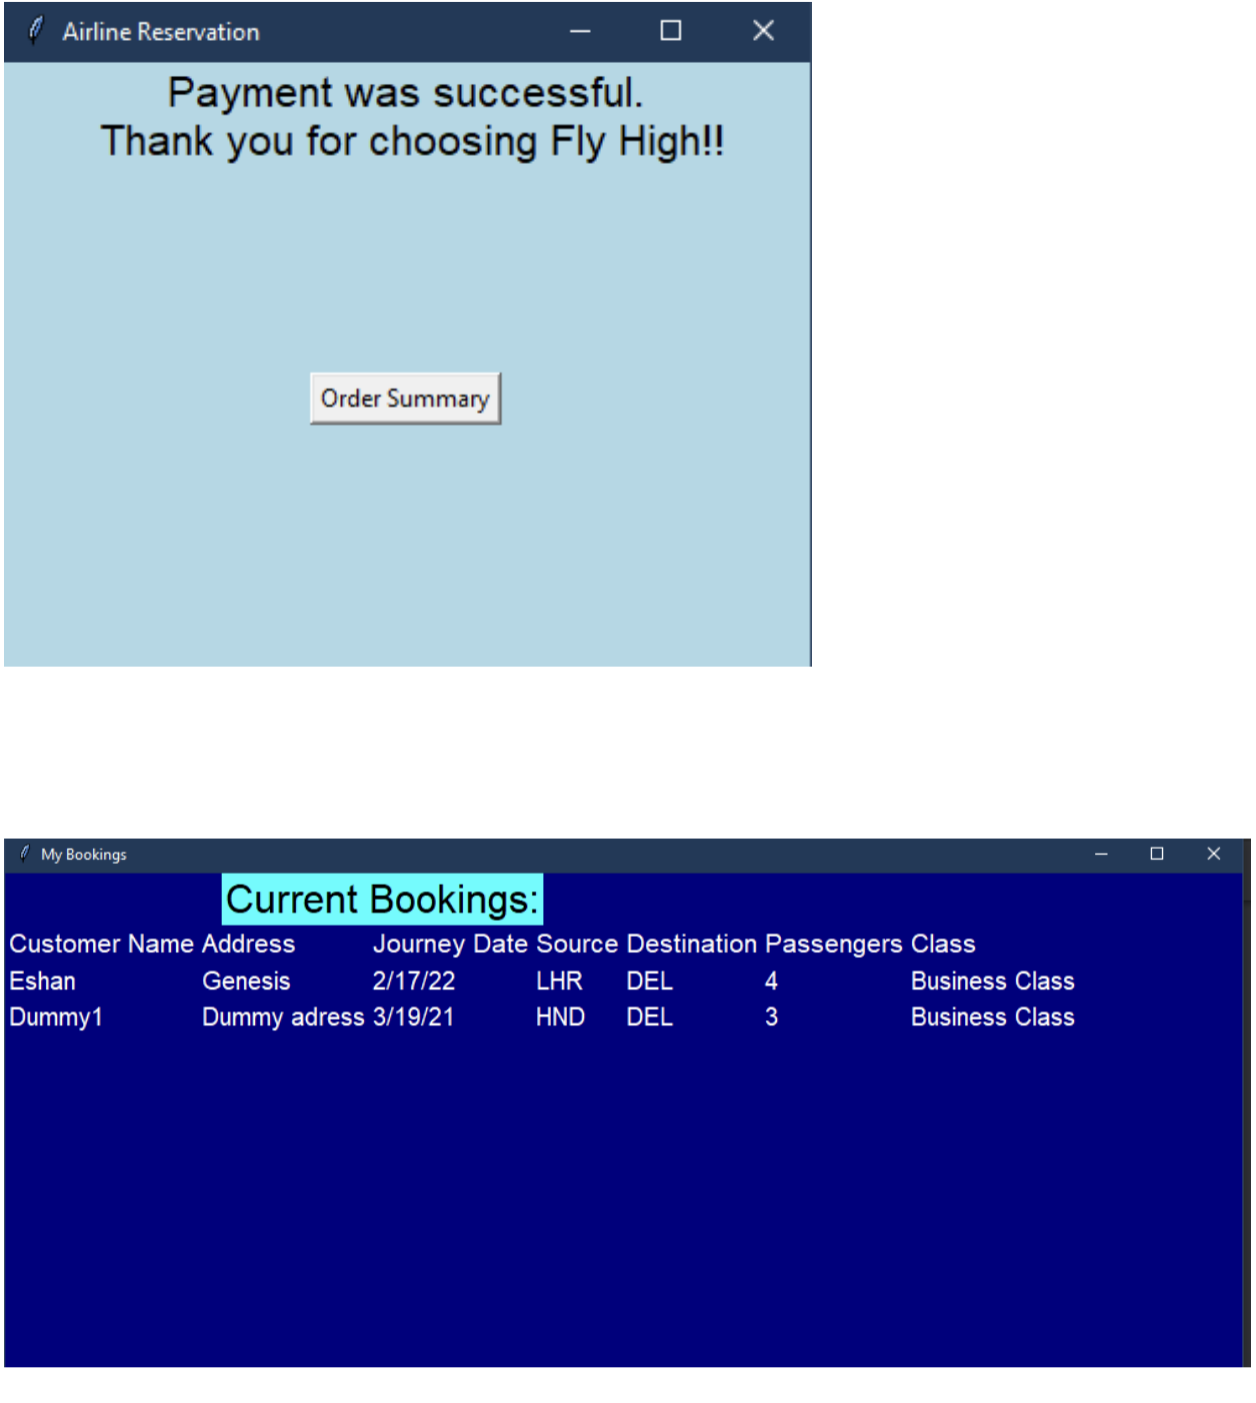 Airline Reservation
Payment was successful.
Thank you for choosing Fly High!!
Order Summary
My Bookings
Current Bookings:
Customer Name Address Journey Date Source Destination Passengers Class
Eshan Genesis 2/17/22 LHR DEL 4 Business Class
Dummy1 Dummy adress 3/19/21 HND DEL 3 Business Class